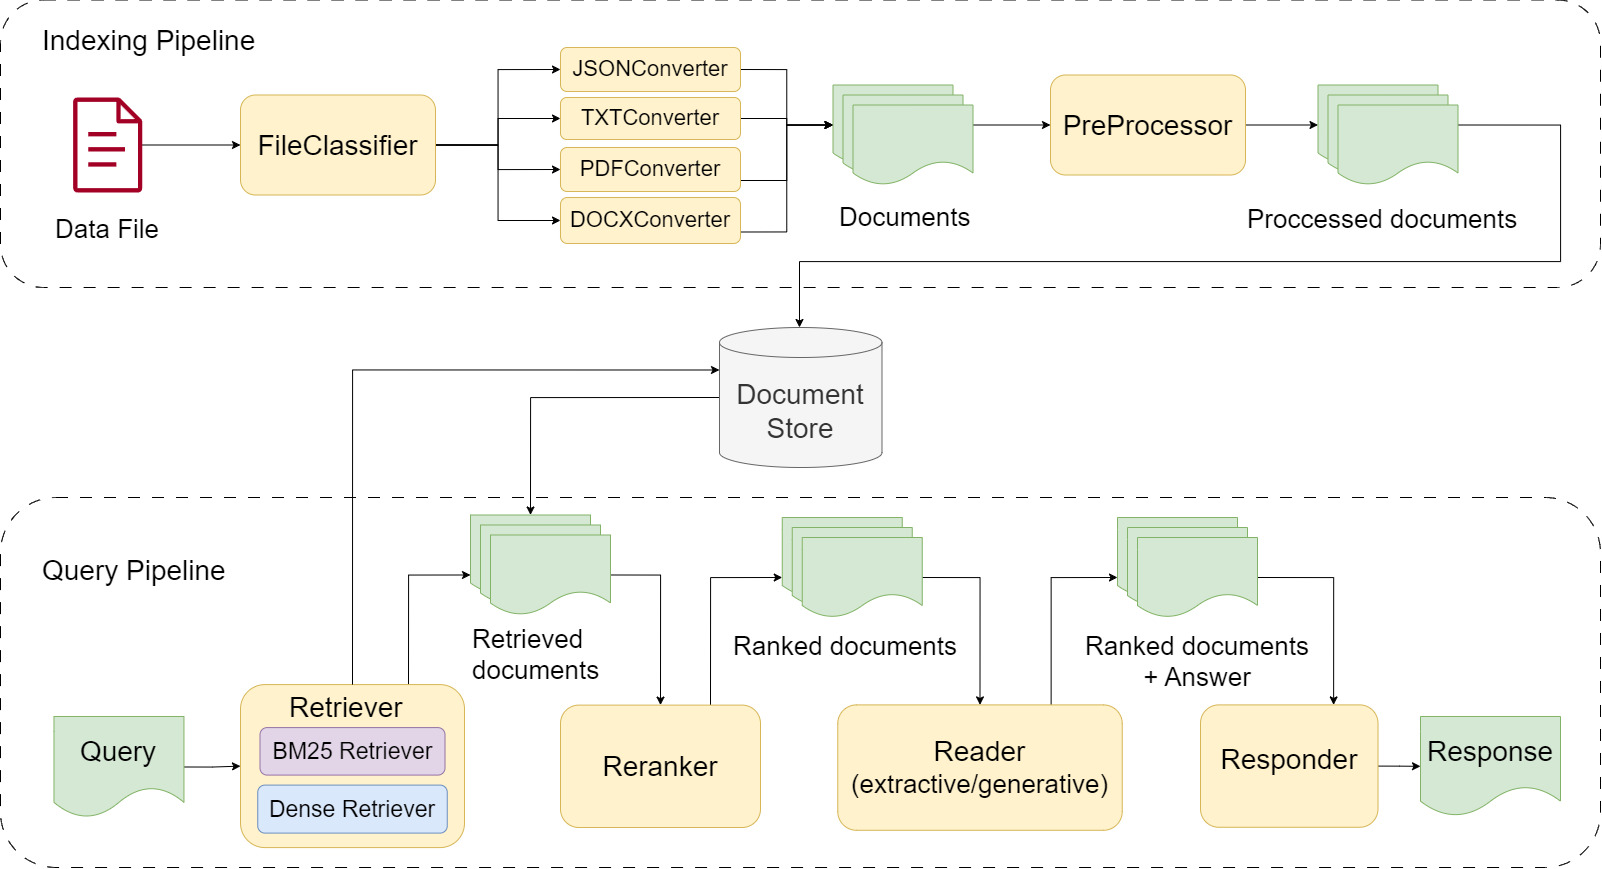 Indexing Pipeline
Data File
FileClassifier
JSONConverter
TXTConverter
PDFConverter
DOCXConverter
Documents
PreProcessor
Proccessed documents
Document
Store
Query Pipeline
Query
Retriever
BM25 Retriever
Dense Retriever
Retrieved
documents
Reranker
Ranked documents
Reader
(extractive/generative)
Ranked documents
+ Answer
Responder
Response